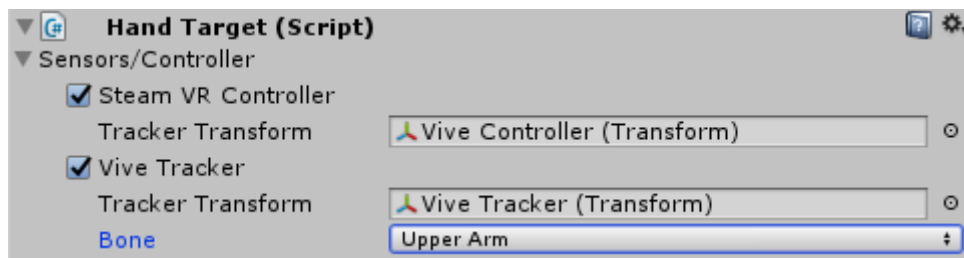 Hand Target (Script)
Sensors/Controller
Steam VR Controller
Tracker Transform Vive Controller (Transform)
Vive Tracker
Tracker Transform Vive Tracker (Transform)
Bone Upper Arm